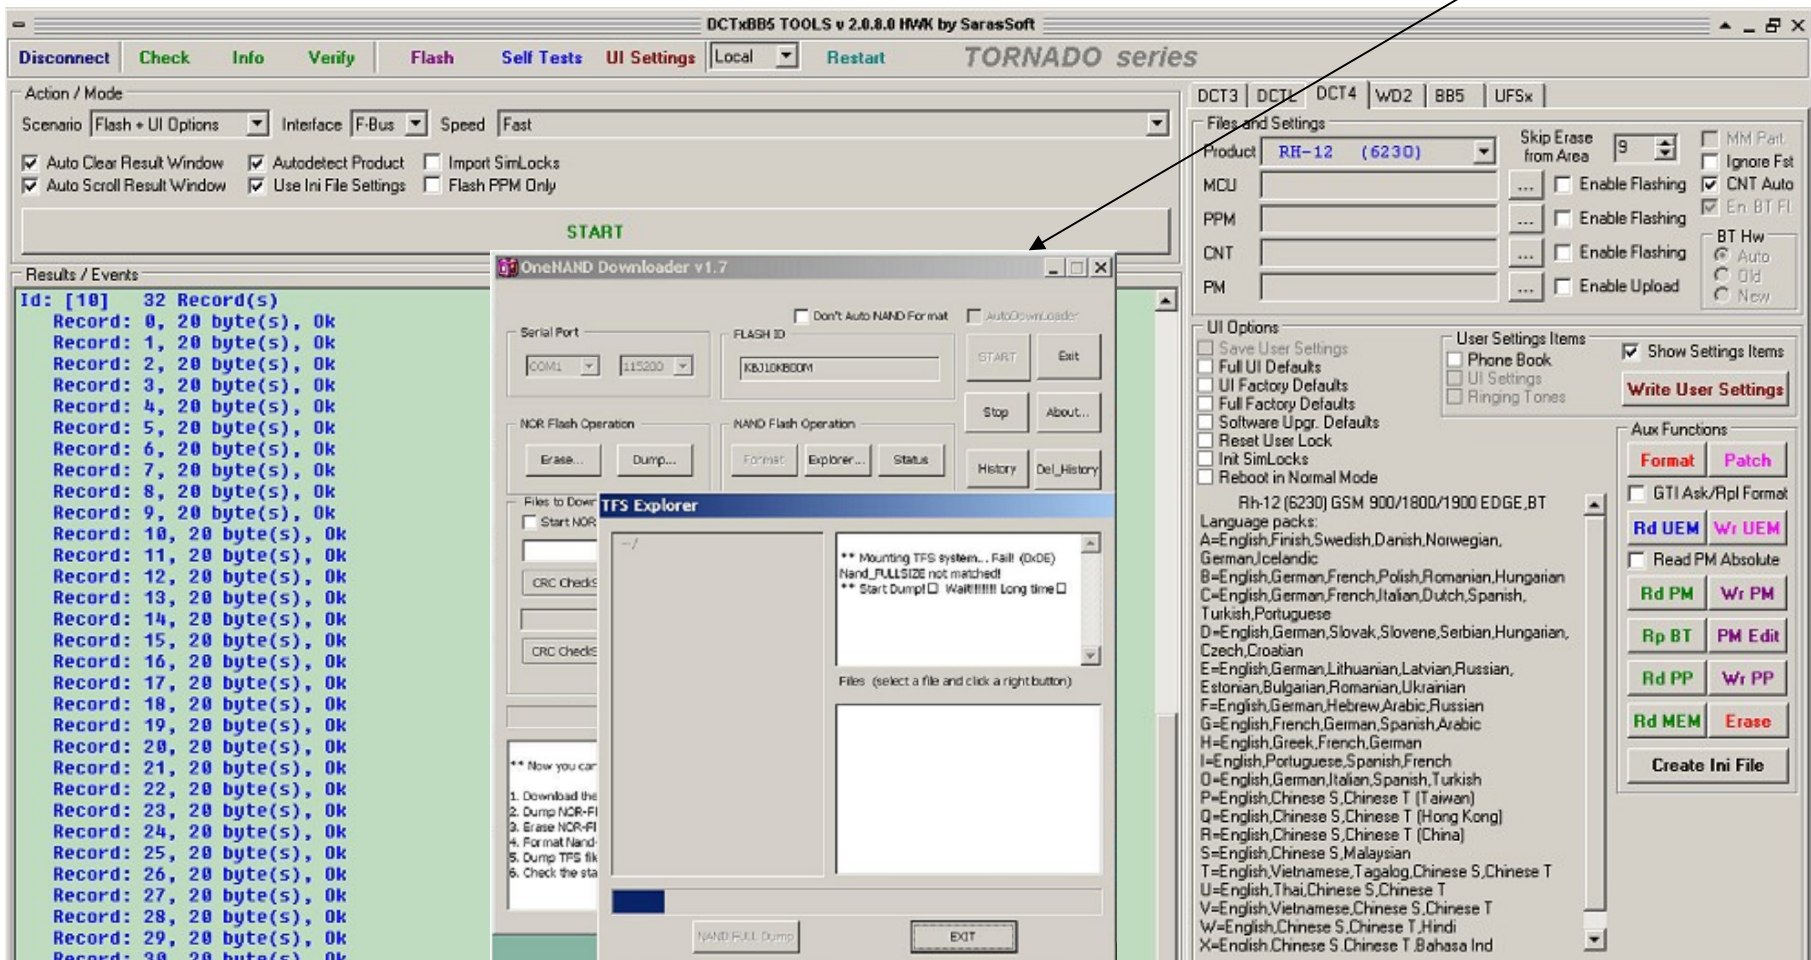 DCTxBB5 TOOLS v 2.0.8.0 HWK by SarasSoft
Disconnect Check Info Verify Flash Self Tests UI Settings Local Restart TORNADO series
Action / Mode
Scenario Flash + UI Options Interface F-Bus Speed Fast
Auto Clear Result Window Autodetect Product Import SimLocks
Auto Scroll Result Window Use Ini File Settings Flash PPM Only
START
Results / Events
Id: [10] 32 Record(s)
Record: 0, 20 byte(s), Ok
Record: 1, 20 byte(s), Ok
Record: 2, 20 byte(s), Ok
Record: 3, 20 byte(s), Ok
Record: 4, 20 byte(s), Ok
Record: 5, 20 byte(s), Ok
Record: 6, 20 byte(s), Ok
Record: 7, 20 byte(s), Ok
Record: 8, 20 byte(s), Ok
Record: 9, 20 byte(s), Ok
Record: 10, 20 byte(s), Ok
Record: 11, 20 byte(s), Ok
Record: 12, 20 byte(s), Ok
Record: 13, 20 byte(s), Ok
Record: 14, 20 byte(s), Ok
Record: 15, 20 byte(s), Ok
Record: 16, 20 byte(s), Ok
Record: 17, 20 byte(s), Ok
Record: 18, 20 byte(s), Ok
Record: 19, 20 byte(s), Ok
Record: 20, 20 byte(s), Ok
Record: 21, 20 byte(s), Ok
Record: 22, 20 byte(s), Ok
Record: 23, 20 byte(s), Ok
Record: 24, 20 byte(s), Ok
Record: 25, 20 byte(s), Ok
Record: 26, 20 byte(s), Ok
Record: 27, 20 byte(s), Ok
Record: 28, 20 byte(s), Ok
Record: 29, 20 byte(s), Ok
Record: 30, 20 byte(s), Ok
OneNAND Downloader v1.7
Don't Auto NAND Format AutoDownLoader
Serial Port FLASH ID
COM1 115200 START Exit
Stop About...
NOR Flash Operation NAND Flash Operation
Erase... Dump... Format Explorer... Status History Del_History
Files to Down
Start NOR
CRC CheckS
CRC CheckS
** Now you can
1. Download the
2. Dump NOR-Fl
3. Erase NOR-Fl
4. Format Nand-
5. Dump TFS fil
6. Check the sta
TFS Explorer
-/
** Mounting TFS system... Fail! (0xDE)
Nand_FULLSIZE not matched!
** Start Dump!□ Wait!!!!!!!! Long time□
Files (select a file and click a right button)
NAND FULL Dump EXIT
DCT3 DCTL DCT4 WD2 BB5 UFSx
Files and Settings
Product RH-12 (6230) Skip Erase from Area 9 MM Part.
Ignore Fst
MCU ... Enable Flashing CNT Auto
PPM ... Enable Flashing En. BT Fl.
CNT ... Enable Flashing BT Hw
Auto
Old
PM ... Enable Upload New
UI Options
Save User Settings
Full UI Defaults
UI Factory Defaults
Full Factory Defaults
Software Upgr. Defaults
Reset User Lock
Init SimLocks
Reboot in Normal Mode
User Settings Items
Phone Book
UI Settings
Ringing Tones
Show Settings Items
Write User Settings
Rh-12 (6230) GSM 900/1800/1900 EDGE,BT
Language packs:
A=English,Finish,Swedish,Danish,Norwegian,
German,Icelandic
B=English,German,French,Polish,Romanian,Hungarian
C=English,German,French,Italian,Dutch,Spanish,
Turkish,Portuguese
D=English,German,Slovak,Slovene,Serbian,Hungarian,
Czech,Croatian
E=English,German,Lithuanian,Latvian,Russian,
Estonian,Bulgarian,Romanian,Ukrainian
F=English,German,Hebrew,Arabic,Russian
G=English,French,German,Spanish,Arabic
H=English,Greek,French,German
I=English,Portuguese,Spanish,French
O=English,German,Italian,Spanish,Turkish
P=English,Chinese S,Chinese T (Taiwan)
Q=English,Chinese S,Chinese T (Hong Kong)
R=English,Chinese S,Chinese T (China)
S=English,Chinese S,Malaysian
T=English,Vietnamese,Tagalog,Chinese S,Chinese T
U=English,Thai,Chinese S,Chinese T
V=English,Vietnamese,Chinese S,Chinese T
W=English,Chinese S,Chinese T,Hindi
X=English,Chinese S,Chinese T,Bahasa Ind
Aux Functions
Format Patch
GTI Ask/Rpl Format
Rd UEM Wr UEM
Read PM Absolute
Rd PM Wr PM
Rp BT PM Edit
Rd PP Wr PP
Rd MEM Erase
Create Ini File